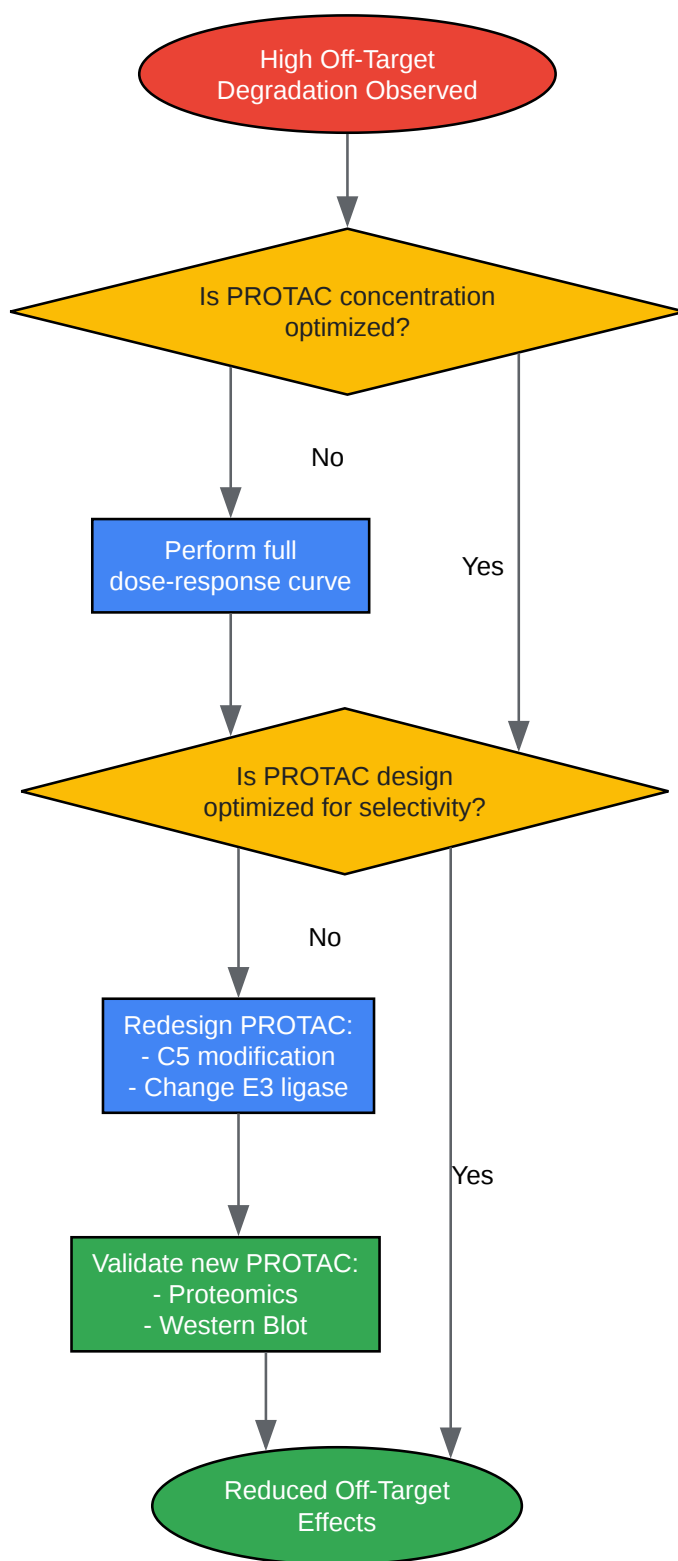 High Off-Target
Degradation Observed
Is PROTAC concentration
optimized?
No
Perform full
dose-response curve
Yes
Is PROTAC design
optimized for selectivity?
No
Redesign PROTAC:
- C5 modification
- Change E3 ligase
Yes
Validate new PROTAC:
- Proteomics
- Western Blot
Reduced Off-Target
Effects